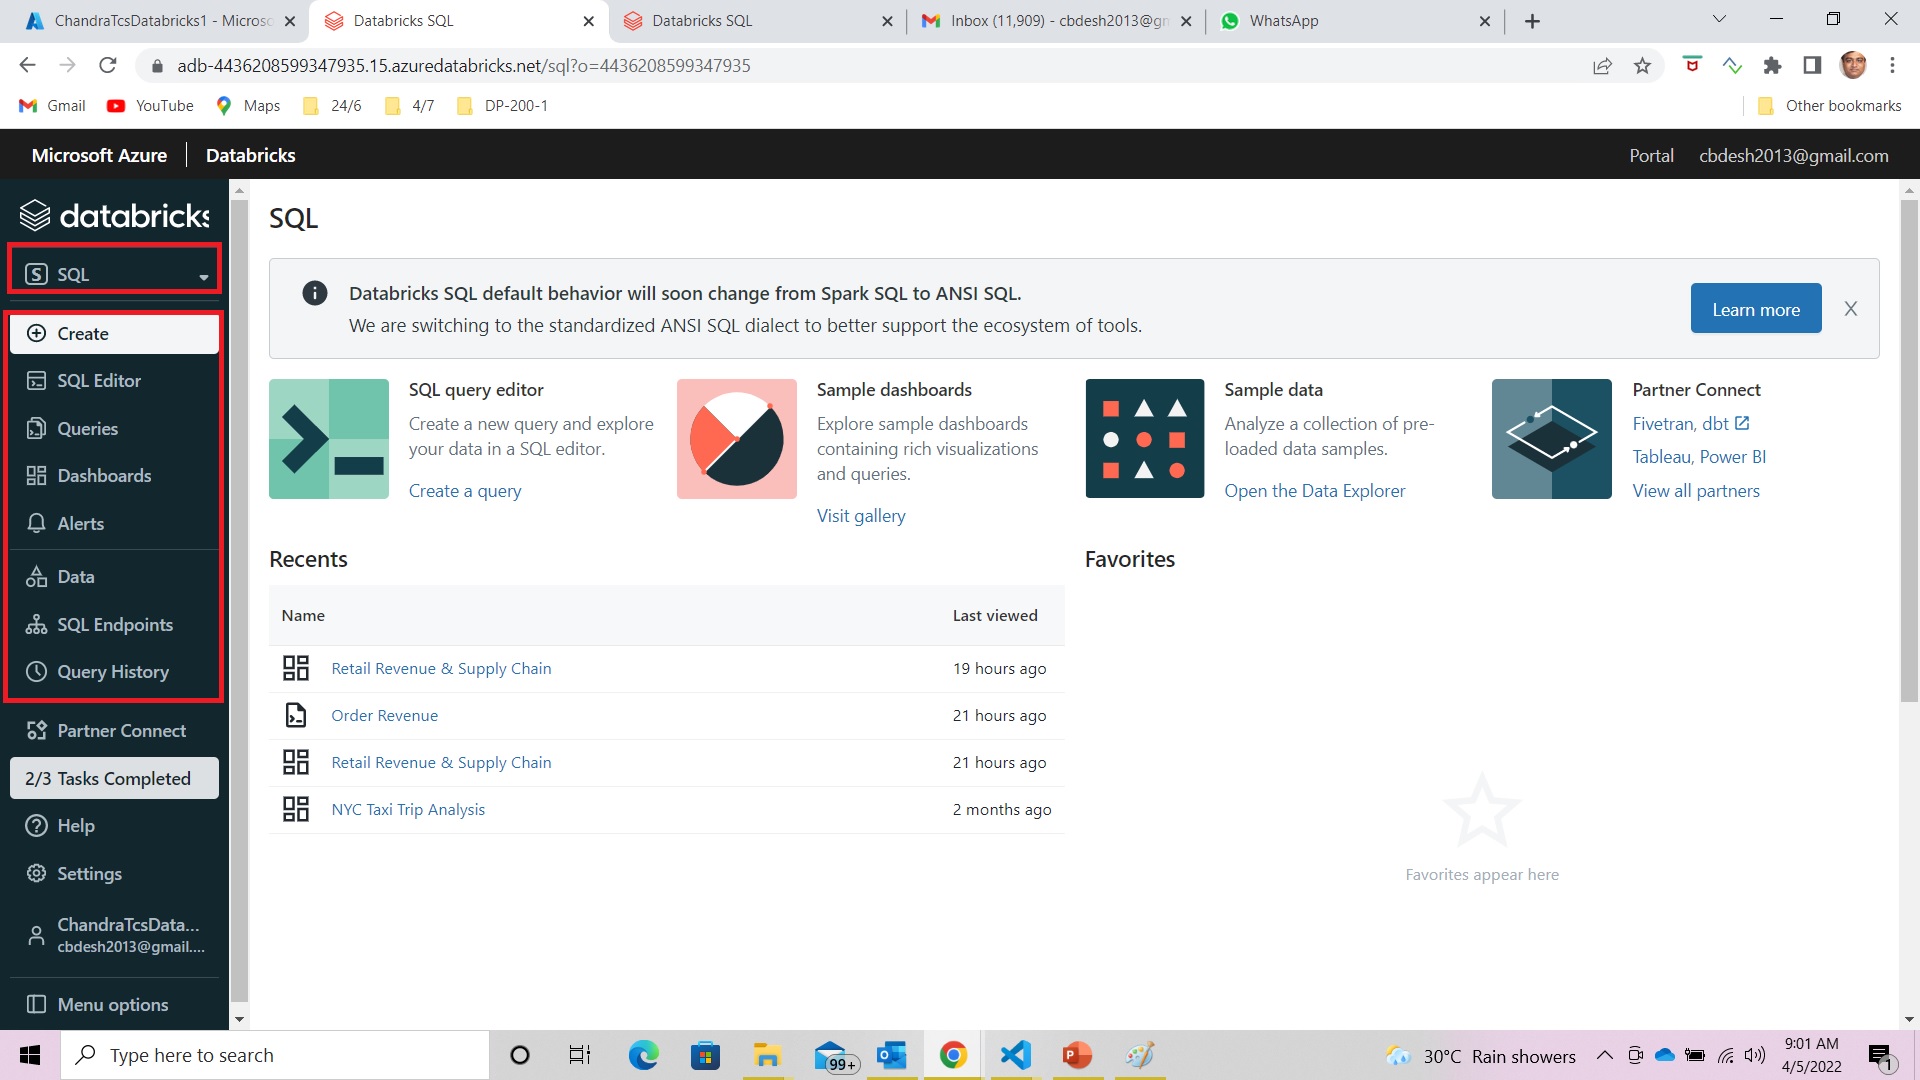 ChandraTcsDatabricks1 - Microso
Databricks SQL
Databricks SQL
Inbox (11,909) - cbdesh2013@gm
WhatsApp
adb-4436208599347935.15.azuredatabricks.net/sql?o=4436208599347935
Gmail
YouTube
Maps
24/6
4/7
DP-200-1
Other bookmarks
Microsoft Azure
Databricks
Portal
cbdesh2013@gmail.com
databricks
SQL
Create
SQL Editor
Queries
Dashboards
Alerts
Data
SQL Endpoints
Query History
Partner Connect
2/3 Tasks Completed
Help
Settings
ChandraTcsData...
cbdesh2013@gmail....
Menu options
SQL
Databricks SQL default behavior will soon change from Spark SQL to ANSI SQL.
We are switching to the standardized ANSI SQL dialect to better support the ecosystem of tools.
Learn more
SQL query editor
Create a new query and explore
your data in a SQL editor.
Create a query
Sample dashboards
Explore sample dashboards
containing rich visualizations
and queries.
Visit gallery
Sample data
Analyze a collection of pre-
loaded data samples.
Open the Data Explorer
Partner Connect
Fivetran, dbt
Tableau, Power BI
View all partners
Recents
Name
Last viewed
Retail Revenue & Supply Chain
19 hours ago
Order Revenue
21 hours ago
Retail Revenue & Supply Chain
21 hours ago
NYC Taxi Trip Analysis
2 months ago
Favorites
Favorites appear here
Type here to search
99+
30°C Rain showers
9:01 AM
4/5/2022
1